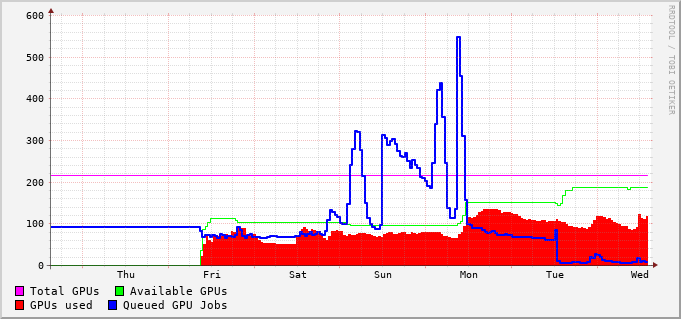 600
500
400
300
200
100
0
Thu Fri Sat Sun Mon Tue Wed
Total GPUs Available GPUs
GPUs used Queued GPU Jobs
RRDTOOL / TOBI OETIKER